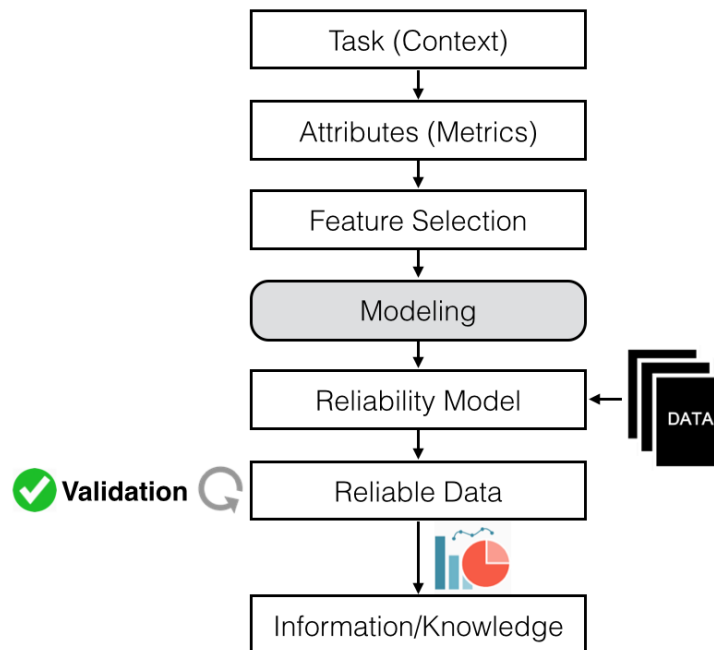 Task (Context)
Attributes (Metrics)
Feature Selection
Modeling
Reliability Model
DATA
Validation
Reliable Data
Information/Knowledge